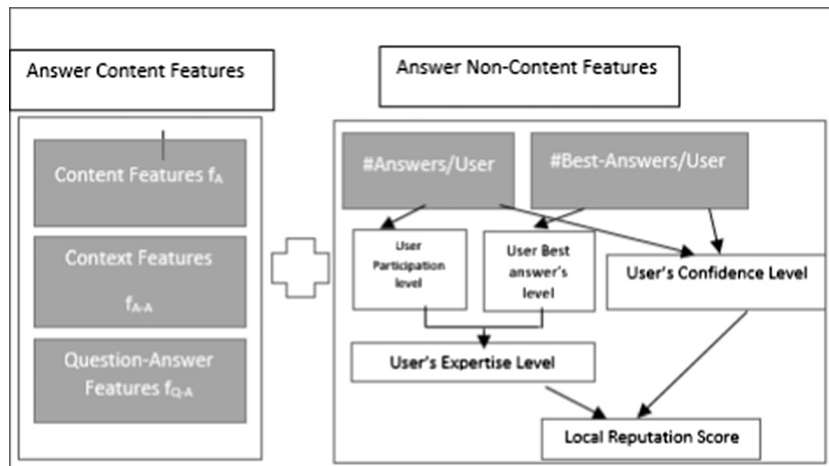 Answer Content Features
Answer Non-Content Features
Content Features fA
Context Features
fA-A
Question-Answer
Features fQ-A
#Answers/User
#Best-Answers/User
User
Participation
level
User Best
answer's
level
User's Confidence Level
User's Expertise Level
Local Reputation Score